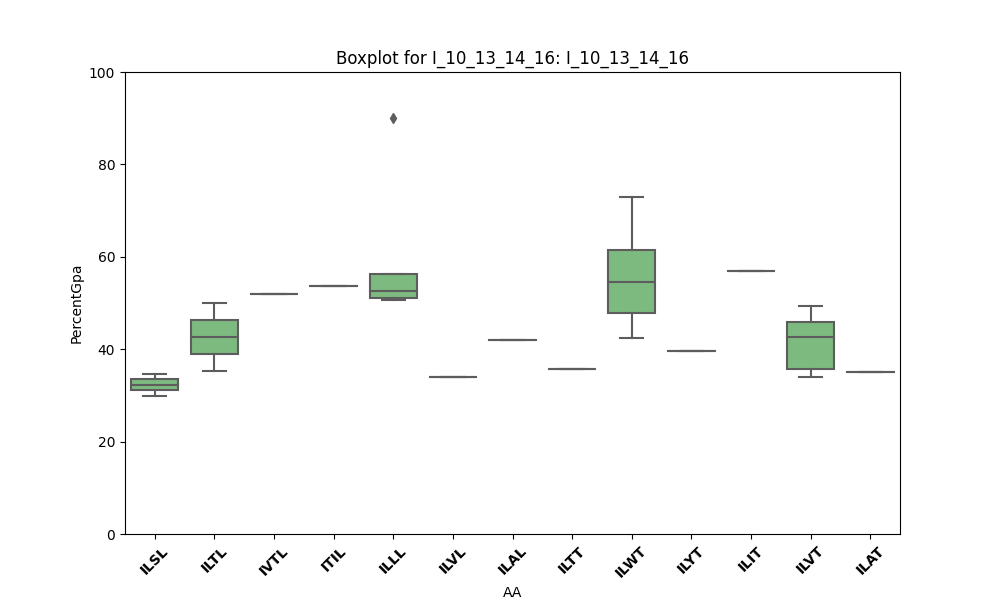 Boxplot for I_10_13_14_16: I_10_13_14_16
100
80
60
40
20
0
PercentGpa
ILSL
ILTL
IVTL
ITIL
ILLL
ILVL
ILAL
ILTT
ILWT
ILYT
ILIT
ILVT
ILAT
AA